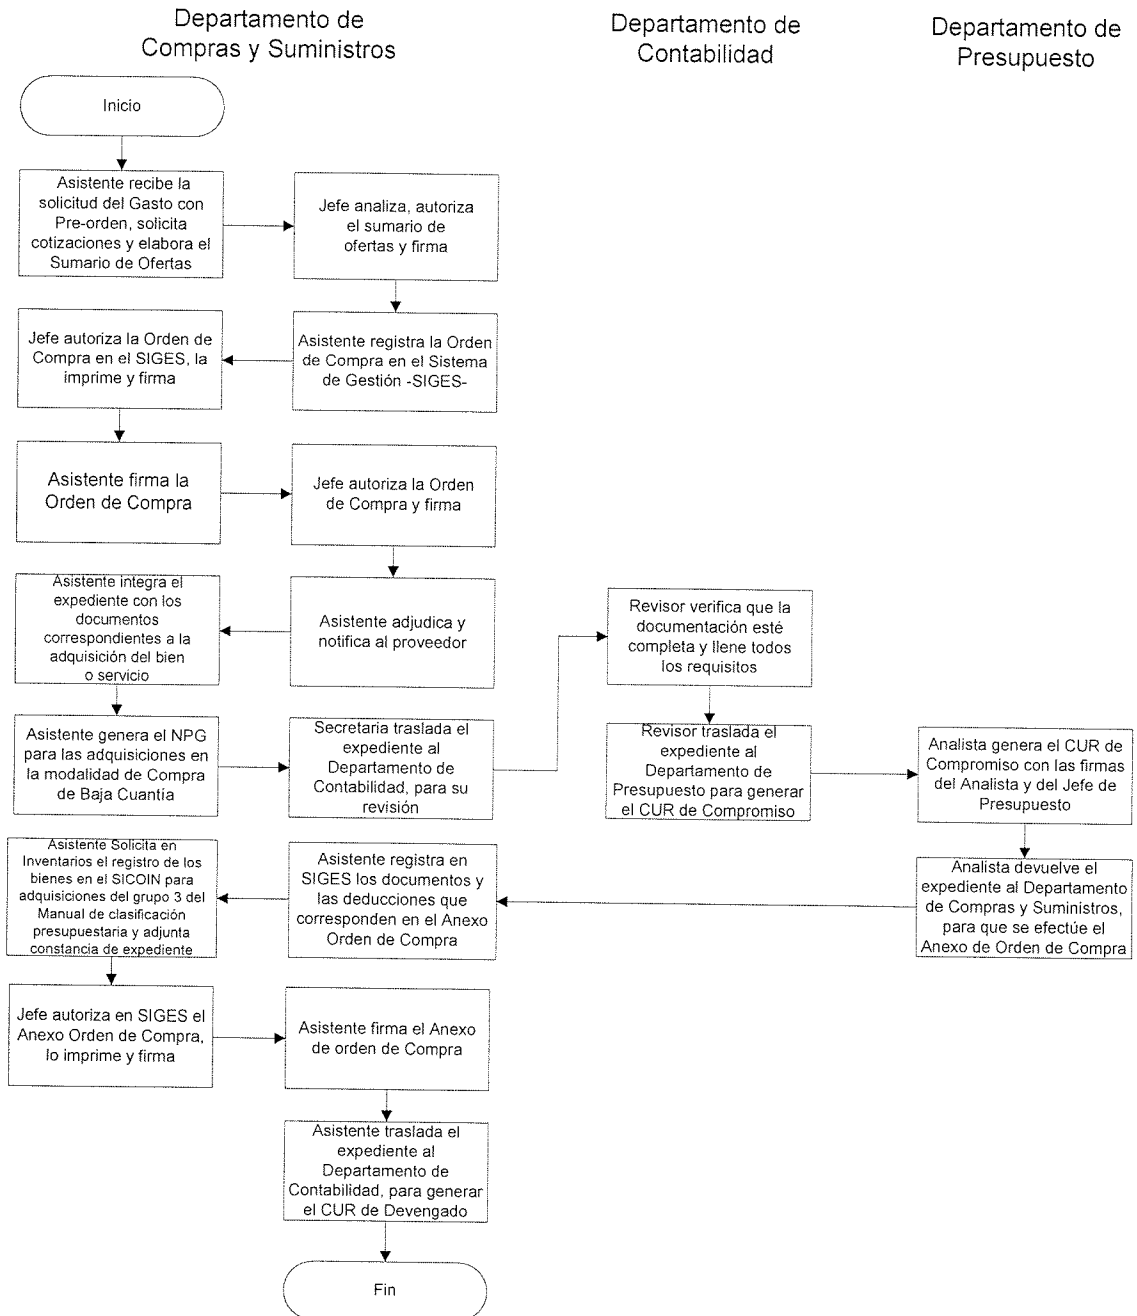 Departamento de
Compras y Suministros
Departamento de
Contabilidad
Departamento de
Presupuesto
Inicio
Asistente recibe la
solicitud del Gasto con
Pre-orden, solicita
cotizaciones y elabora el
Sumario de Ofertas
Jefe analiza, autoriza
el sumario de
ofertas y firma
Jefe autoriza la Orden de
Compra en el SIGES, la
imprime y firma
Asistente registra la Orden
de Compra en el Sistema
de Gestión -SIGES-
Asistente firma la
Orden de Compra
Jefe autoriza la Orden
de Compra y firma
Asistente integra el
expediente con los
documentos
correspondientes a la
adquisición del bien
o servicio
Asistente adjudica y
notifica al proveedor
Revisor verifica que la
documentación esté
completa y llene todos
los requisitos
Asistente genera el NPG
para las adquisiciones en
la modalidad de Compra
de Baja Cuantía
Secretaria traslada el
expediente al
Departamento de
Contabilidad, para su
revisión
Revisor traslada el
expediente al
Departamento de
Presupuesto para generar
el CUR de Compromiso
Analista genera el CUR de
Compromiso con las firmas
del Analista y del Jefe de
Presupuesto
Asistente Solicita en
Inventarios el registro de los
bienes en el SICOIN para
adquisiciones del grupo 3 del
Manual de clasificación
presupuestaria y adjunta
constancia de expediente
Asistente registra en
SIGES los documentos y
las deducciones que
corresponden en el Anexo
Orden de Compra
Analista devuelve el
expediente al Departamento
de Compras y Suministros,
para que se efectúe el
Anexo de Orden de Compra
Jefe autoriza en SIGES el
Anexo Orden de Compra,
lo imprime y firma
Asistente firma el Anexo
de orden de Compra
Asistente traslada el
expediente al
Departamento de
Contabilidad, para generar
el CUR de Devengado
Fin